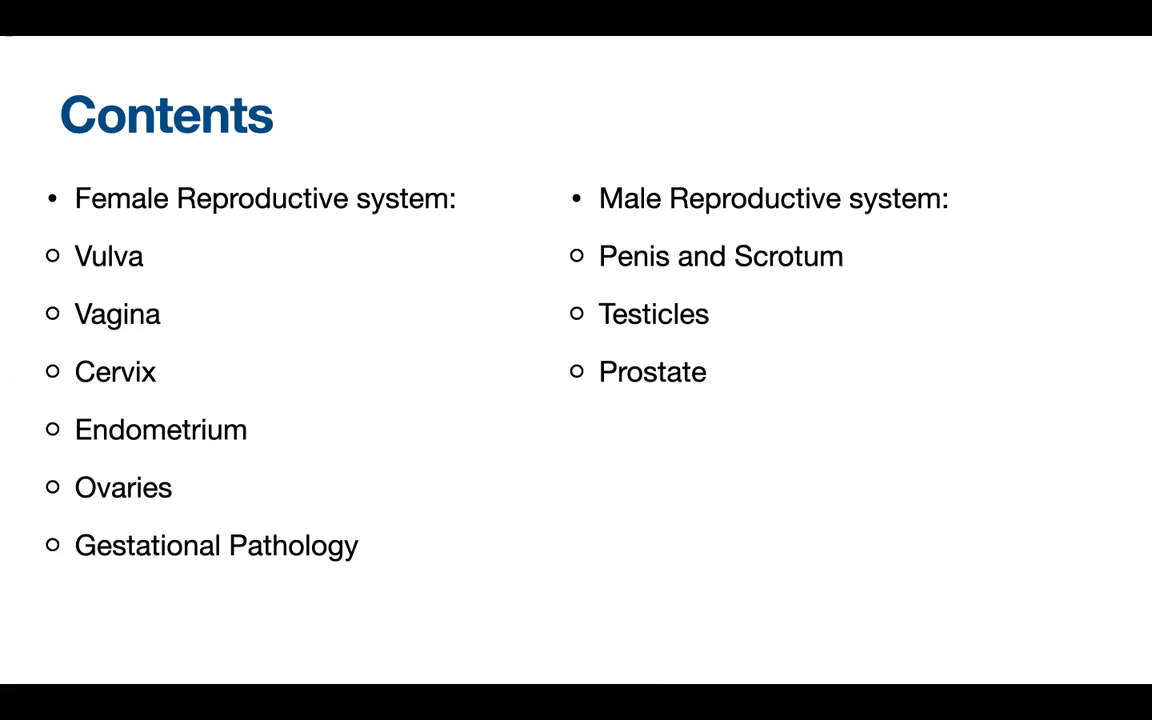 Contents
• Female Reproductive system:
○ Vulva
○ Vagina
○ Cervix
○ Endometrium
○ Ovaries
○ Gestational Pathology
• Male Reproductive system:
○ Penis and Scrotum
○ Testicles
○ Prostate